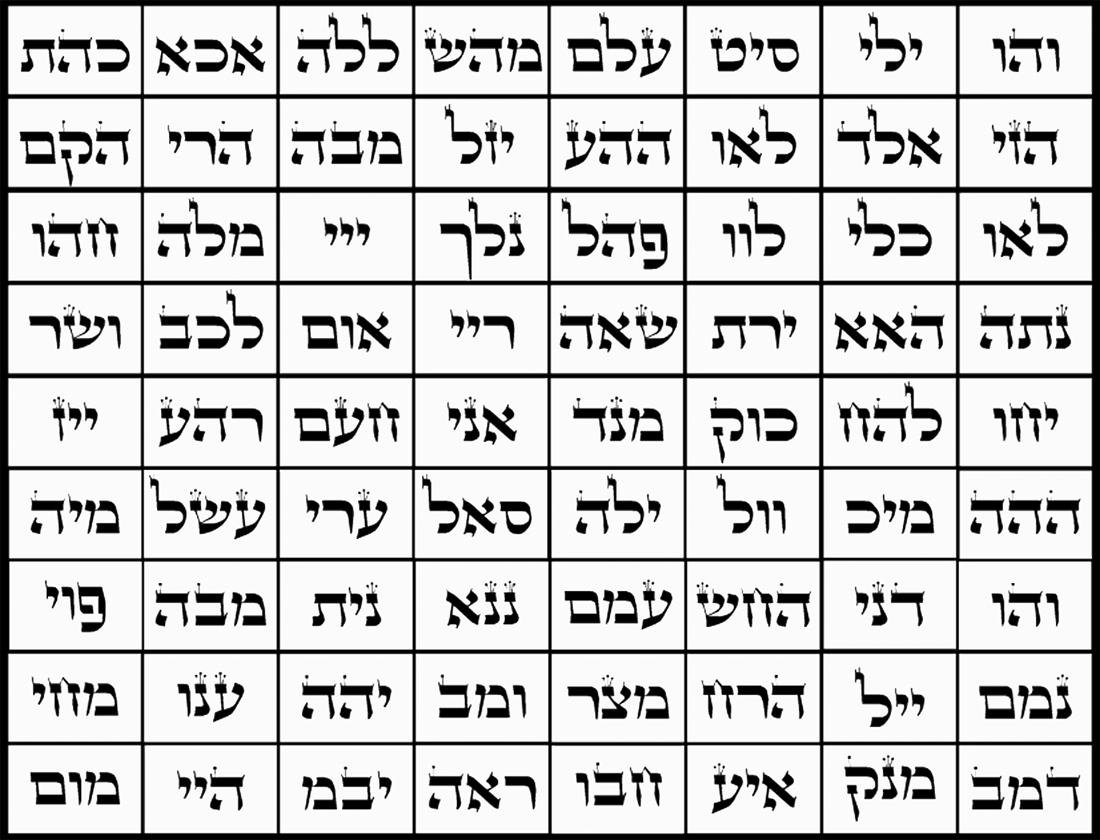 והו ילי סיט עלם מהש ללה אכא כהת
הזי אלד לאו ההע יזל מבה הרי הקם
לאו כלי לוו פהל נלך ייי מלה חהו
נתה האא ירת שאה ריי אום לכב ושר
יחו להח כוק מנד אני חעם רהע ייז
ההה מיכ וול ילה סאל ערי עשל מיה
והו דני החש עמם ננא נית מבה פוי
נמם ייל הרח מצר ומב יהה ענו מחי
דמב מנק איע חבו ראה יבמ היי מום